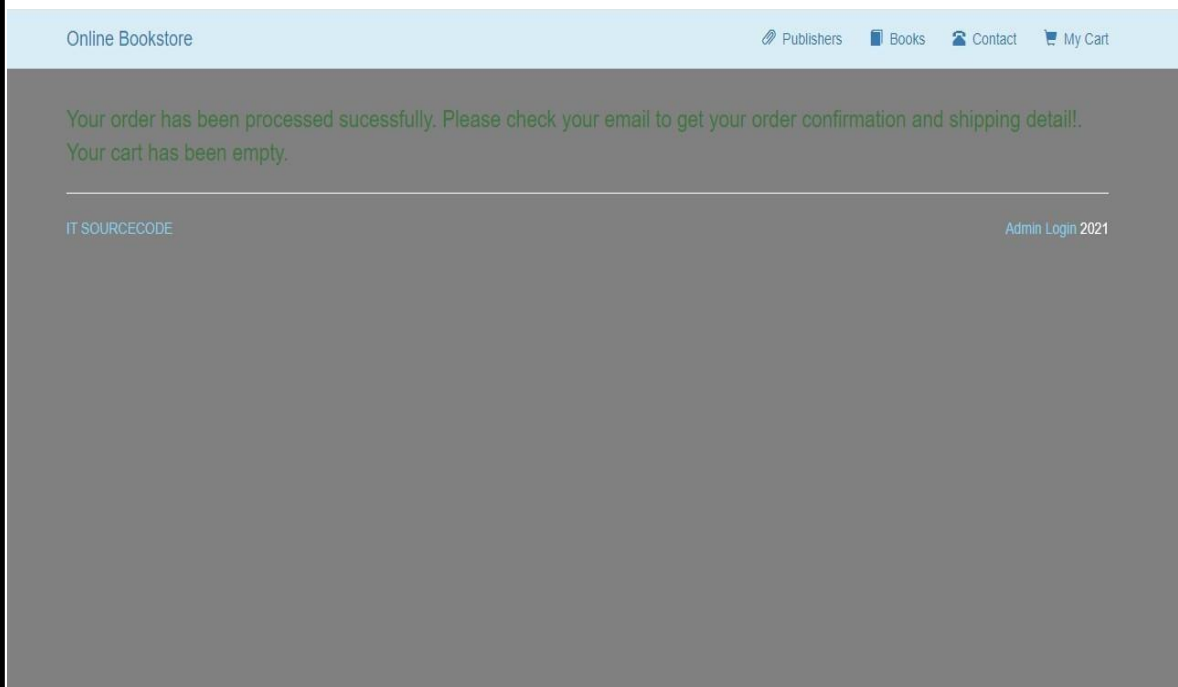 Online Bookstore
Publishers Books Contact My Cart
Your order has been processed sucessfully. Please check your email to get your order confirmation and shipping detail!.
Your cart has been empty.
IT SOURCECODE
Admin Login 2021